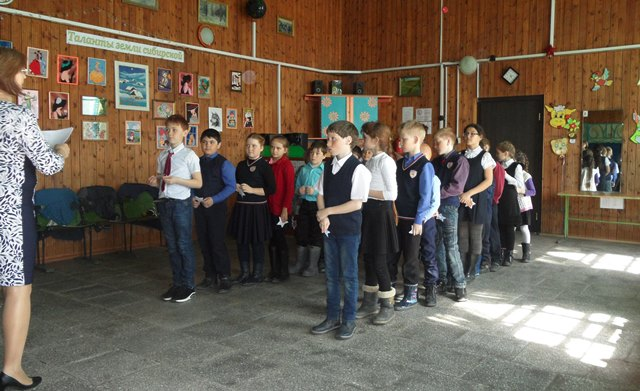 Таланты земли сибирской